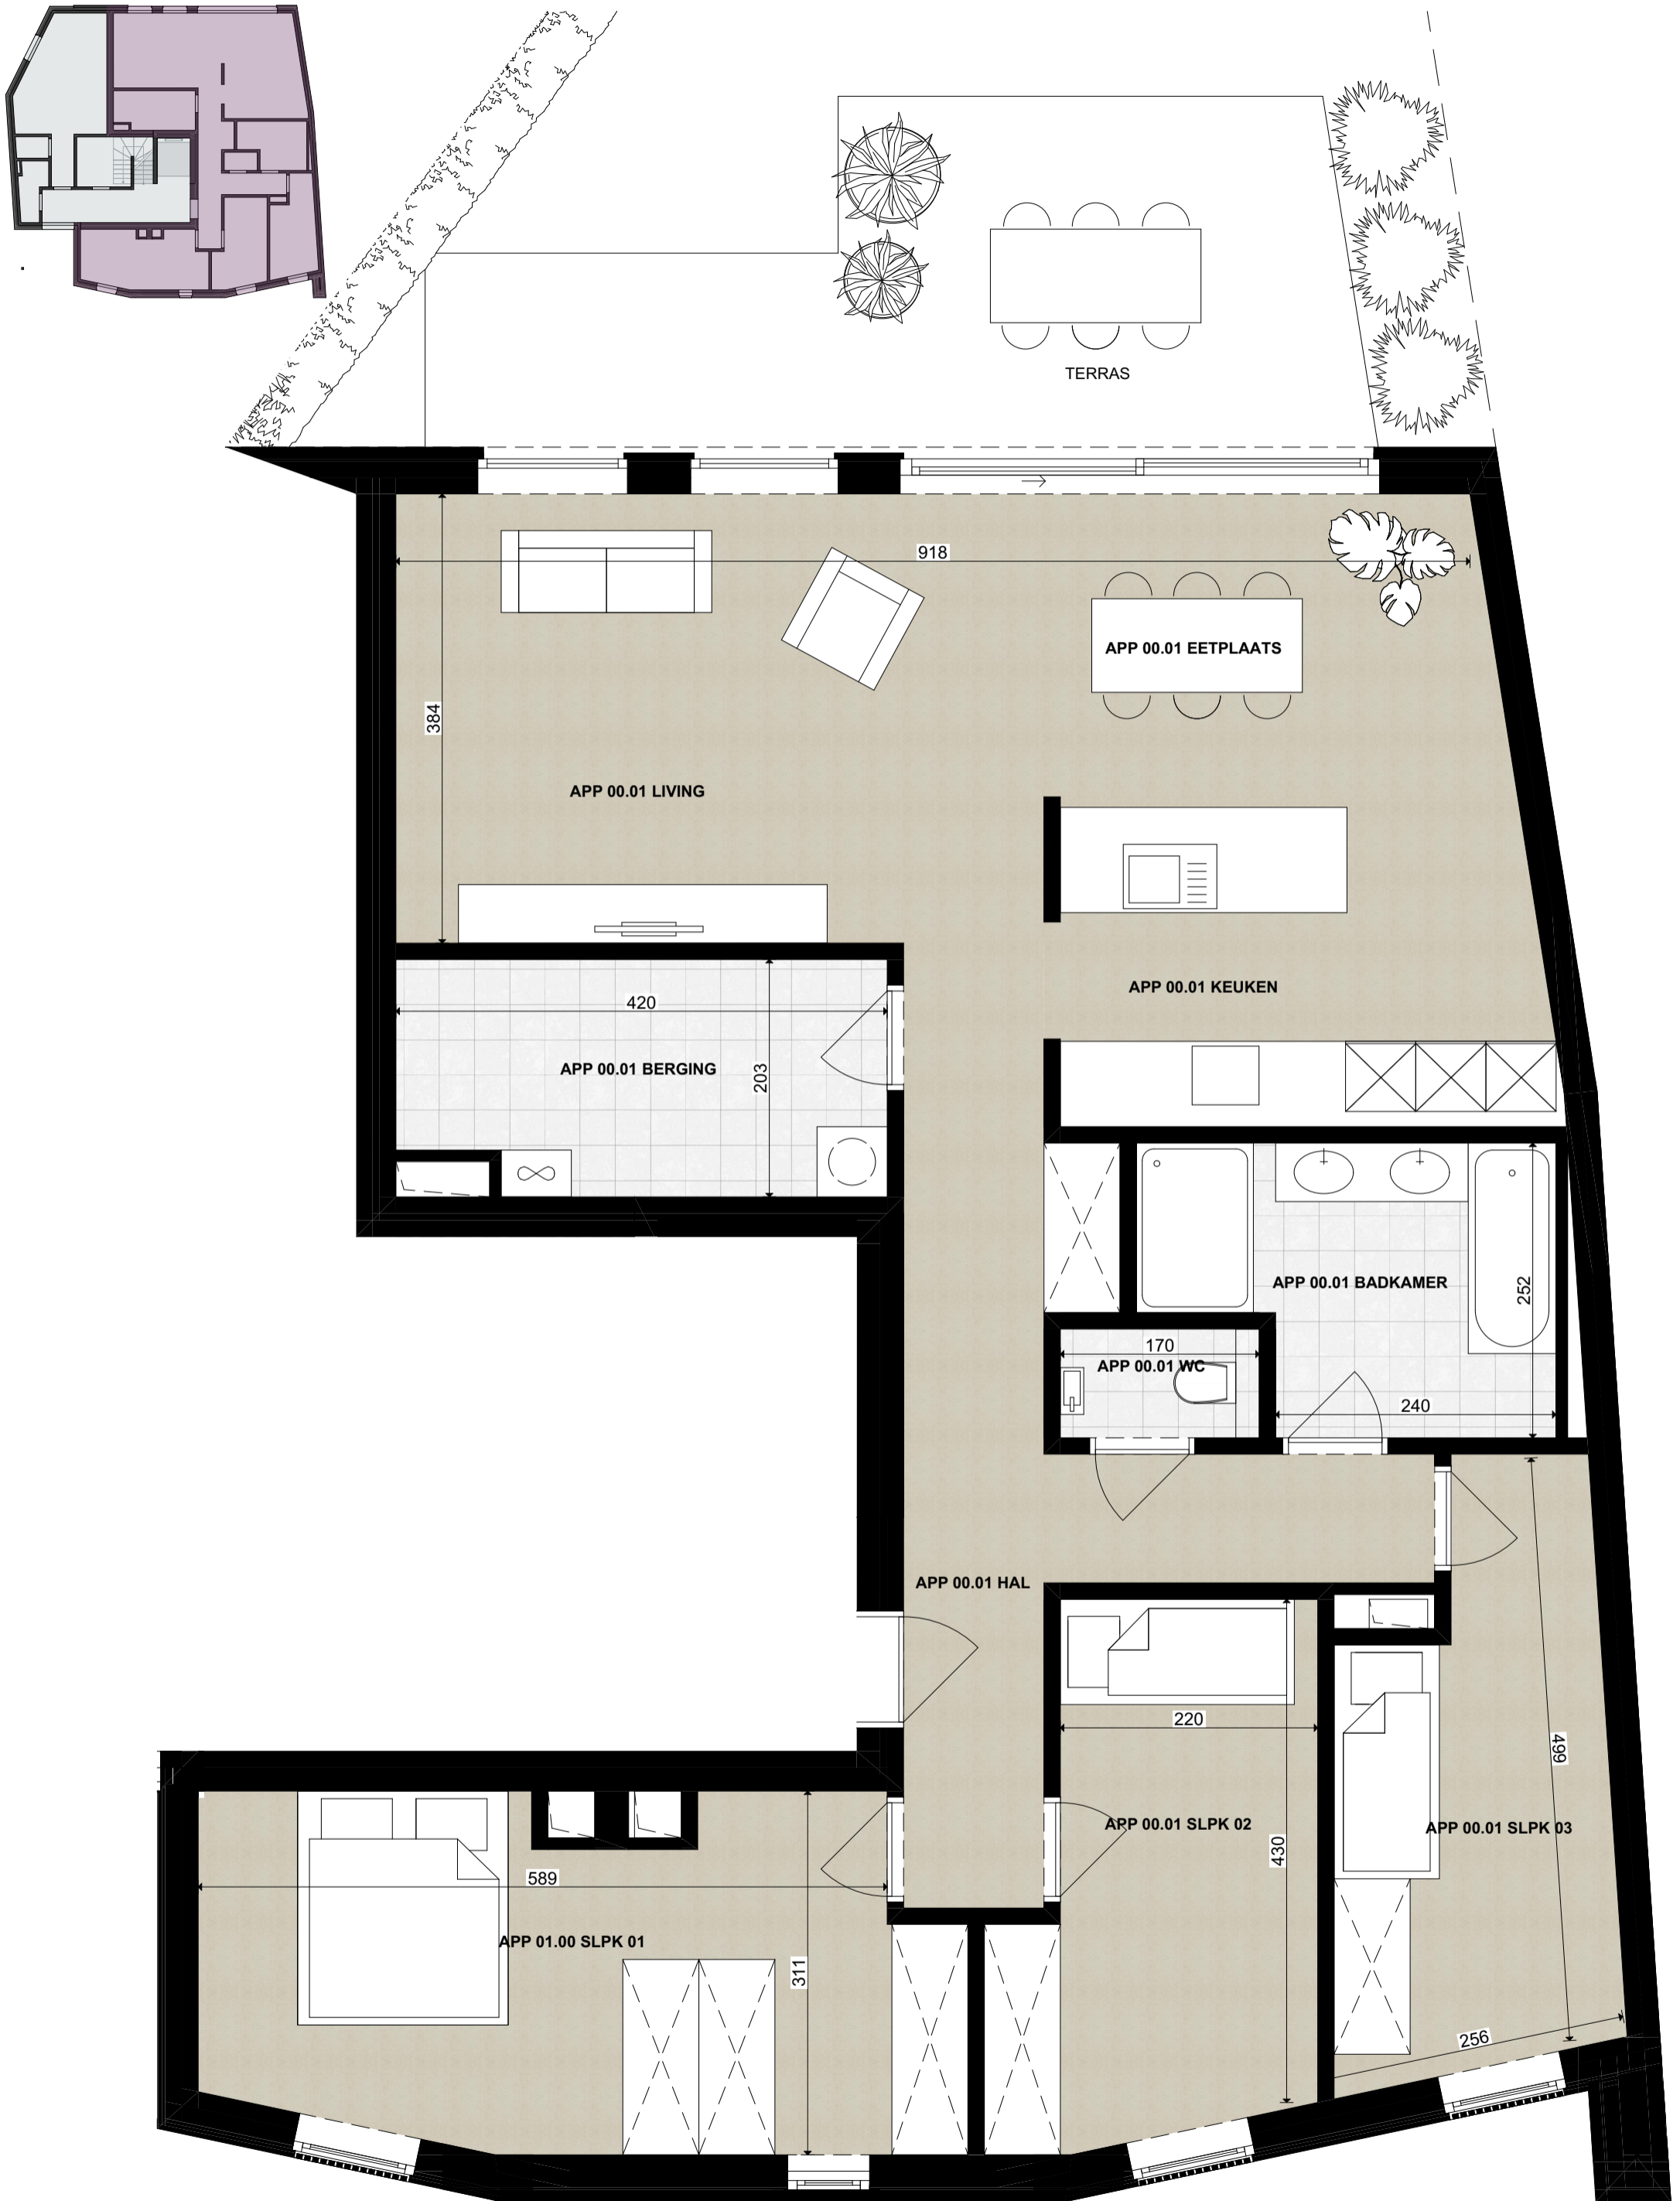 TERRAS
918
APP 00.01 EETPLAATS
384
APP 00.01 LIVING
APP 00.01 KEUKEN
420
APP 00.01 BERGING
203
APP 00.01 BADKAMER
252
170
APP 00.01 WC
240
APP 00.01 HAL
220
499
APP 00.01 SLPK 02
APP 00.01 SLPK 03
430
589
APP 01.00 SLPK 01
311
256